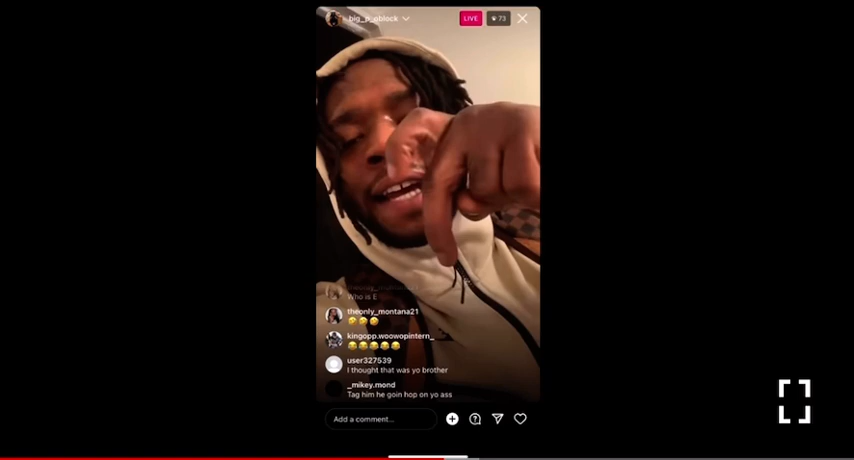 big_p_oblock
LIVE
73
Who is E
theonly_montana21
kingopp.woowopintern_
user327539
I thought that was yo brother
_mikey.mond
Tag him he goin hop on yo ass
Add a comment...